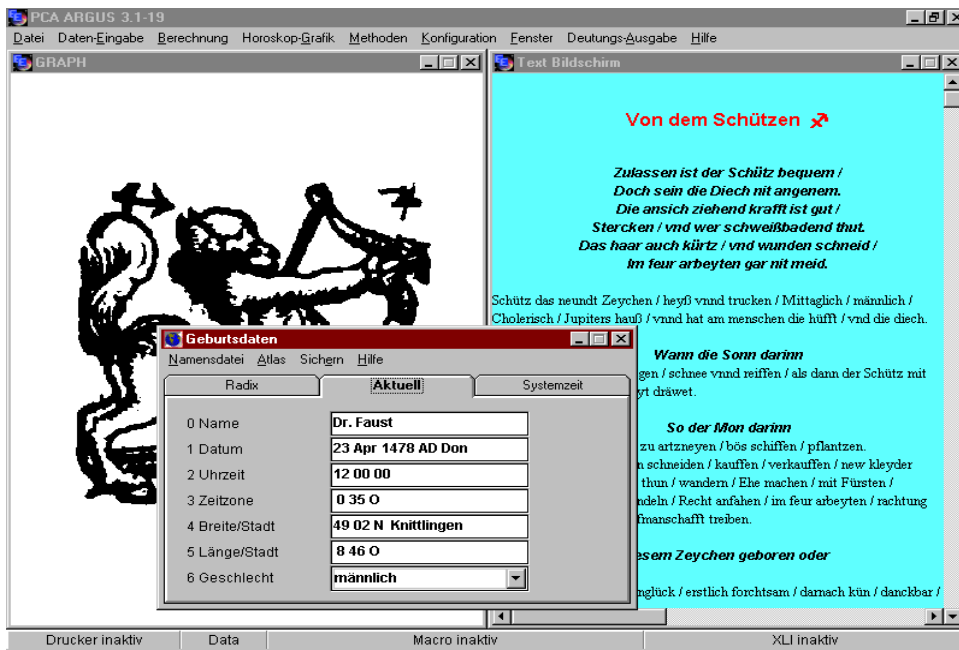 PCA ARGUS 3.1-19
Datei Daten-Eingabe Berechnung Horoskop-Grafik Methoden Konfiguration Fenster Deutungs-Ausgabe Hilfe
GRAPH
Text Bildschirm
Von dem Schützen ♐
Zulassen ist der Schütz bequem /
Doch sein die Diech nit angenem.
Die ansich ziehend krafft ist gut /
Stercken / vnd wer schweißbadend thut.
Das haar auch kürtz / vnd wunden schneid /
Im feur arbeyten gar nit meid.
Schütz das neundt Zeychen / heyß vnnd trucken / Mittaglich / männlich /
Cholerisch / Jupiters hauß / vnnd hat am menschen die hüfft / vnd die diech.
Wann die Sonn darinn
gen / schnee vnnd reiffen / als dann der Schütz mit
yt dräwet.
So der Mon darinn
zu artzneyen / bös schiffen / pflantzen.
n schneiden / kauffen / verkauffen / new kleyder
thun / wandern / Ehe machen / mit Fürsten /
ndeln / Recht anfahen / im feur arbeyten / rachtung
fmanschafft treiben.
esem Zeychen geboren oder
nglück / erstlich forchtsam / darnach kün / danckbar /
Geburtsdaten
Namensdatei Atlas Sichern Hilfe
Radix Aktuell Systemzeit
0 Name Dr. Faust
1 Datum 23 Apr 1478 AD Don
2 Uhrzeit 12 00 00
3 Zeitzone 0 35 O
4 Breite/Stadt 49 02 N Knittlingen
5 Länge/Stadt 8 46 O
6 Geschlecht männlich
Drucker inaktiv Data Macro inaktiv XLI inaktiv